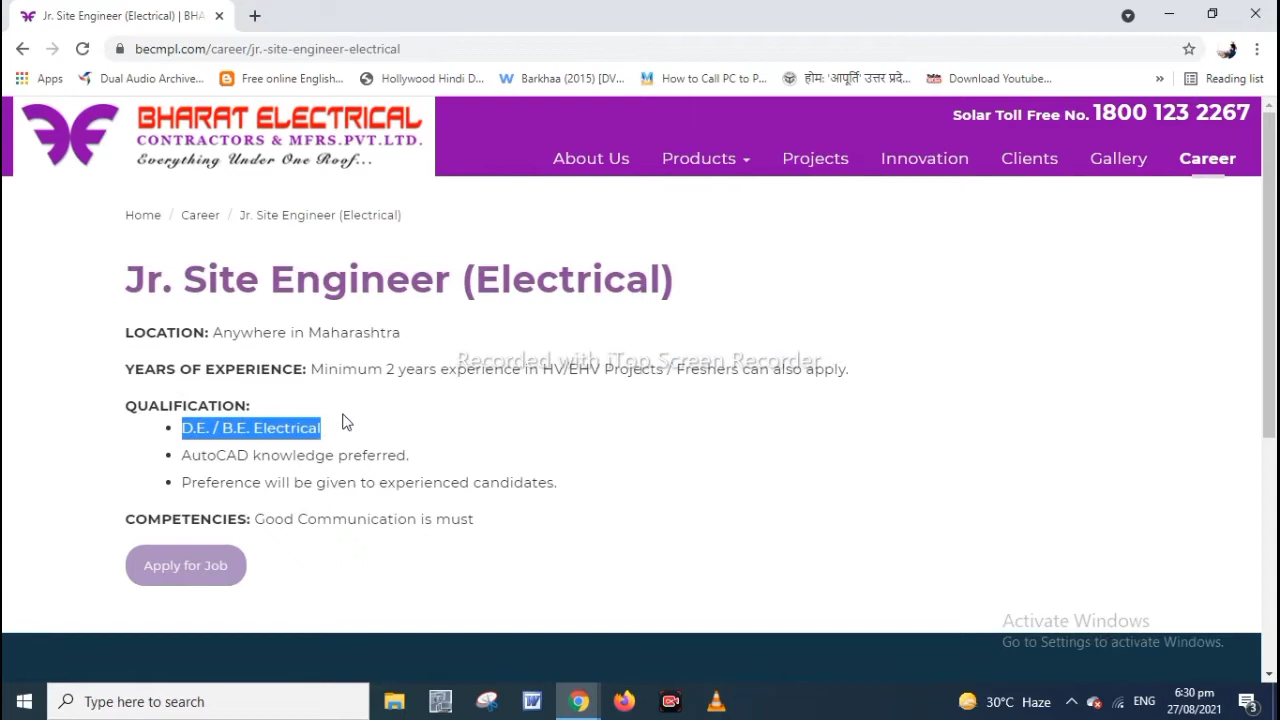 Jr. Site Engineer (Electrical) | BHA
becmpl.com/career/jr.-site-engineer-electrical
Apps Dual Audio Archive... Free online English... Hollywood Hindi D... Barkhaa (2015) [DV... How to Call PC to P... होम: 'आपूर्ति' उत्तर प्रदे... Download Youtube... » Reading list
BHARAT ELECTRICAL
CONTRACTORS & MFRS.PVT.LTD.
Everything Under One Roof...
Solar Toll Free No. 1800 123 2267
About Us Products Projects Innovation Clients Gallery Career
Home / Career / Jr. Site Engineer (Electrical)
Jr. Site Engineer (Electrical)
LOCATION: Anywhere in Maharashtra
Recorded with iTop Screen Recorder
YEARS OF EXPERIENCE: Minimum 2 years experience in HV/EHV Projects / Freshers can also apply.
QUALIFICATION:
• D.E. / B.E. Electrical
• AutoCAD knowledge preferred.
• Preference will be given to experienced candidates.
COMPETENCIES: Good Communication is must
Apply for Job
Activate Windows
Go to Settings to activate Windows.
Type here to search
30°C Haze
ENG
6:30 pm
27/08/2021
3